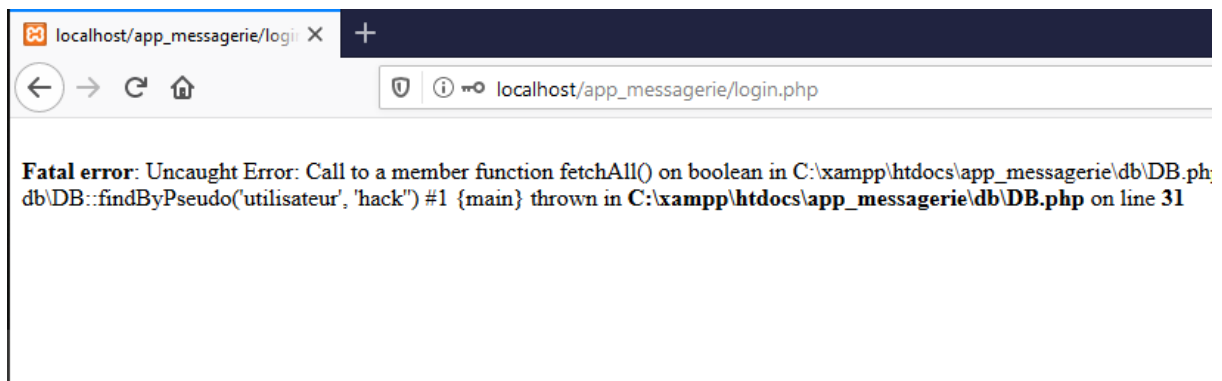 localhost/app_messagerie/logi
localhost/app_messagerie/login.php
Fatal error: Uncaught Error: Call to a member function fetchAll() on boolean in C:\xampp\htdocs\app_messagerie\db\DB.ph
db\DB::findByPseudo('utilisateur', 'hack'') #1 {main} thrown in C:\xampp\htdocs\app_messagerie\db\DB.php on line 31